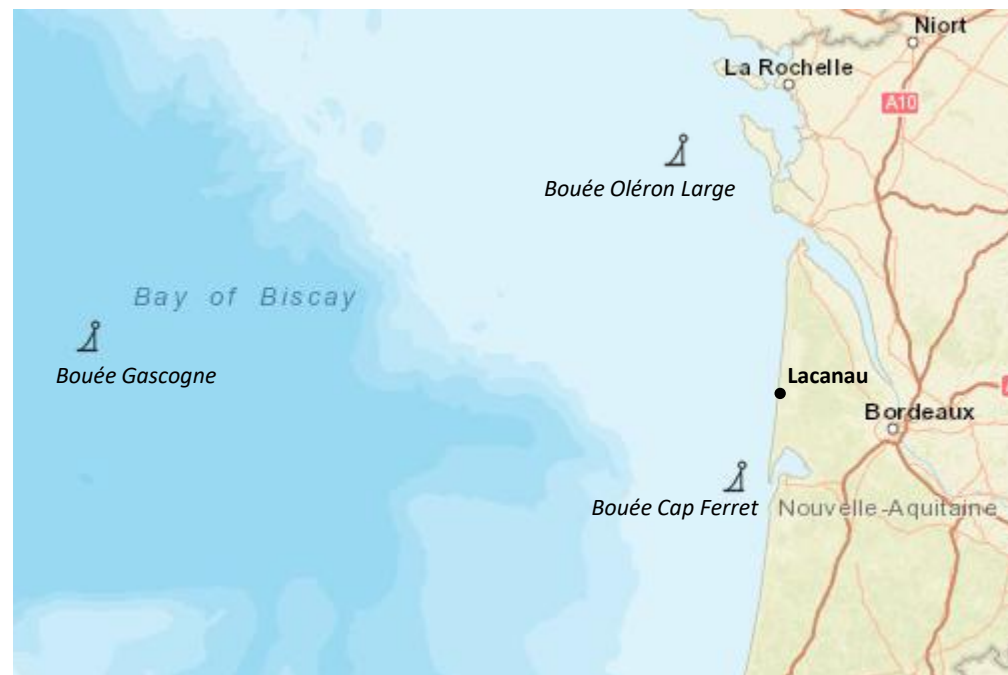 Niort
La Rochelle
A10
Bouée Oléron Large
Bay of Biscay
Bouée Gascogne
Lacanau
Bordeaux
Bouée Cap Ferret
Nouvelle-Aquitaine